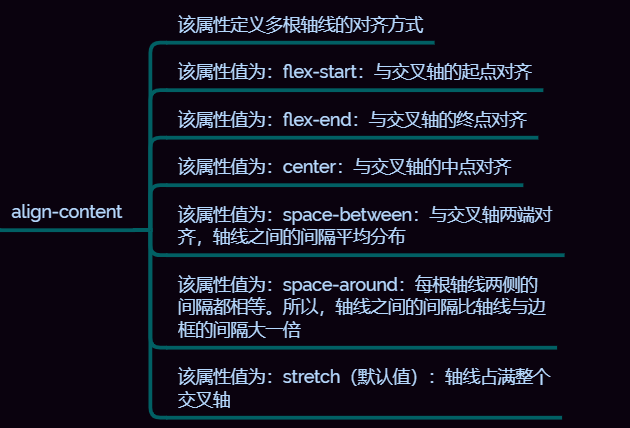 该属性定义多根轴线的对齐方式
该属性值为：flex-start：与交叉轴的起点对齐
该属性值为：flex-end：与交叉轴的终点对齐
该属性值为：center：与交叉轴的中点对齐
align-content
该属性值为：space-between：与交叉轴两端对
齐，轴线之间的间隔平均分布
该属性值为：space-around：每根轴线两侧的
间隔都相等。所以，轴线之间的间隔比轴线与边
框的间隔大一倍
该属性值为：stretch（默认值）：轴线占满整个
交叉轴